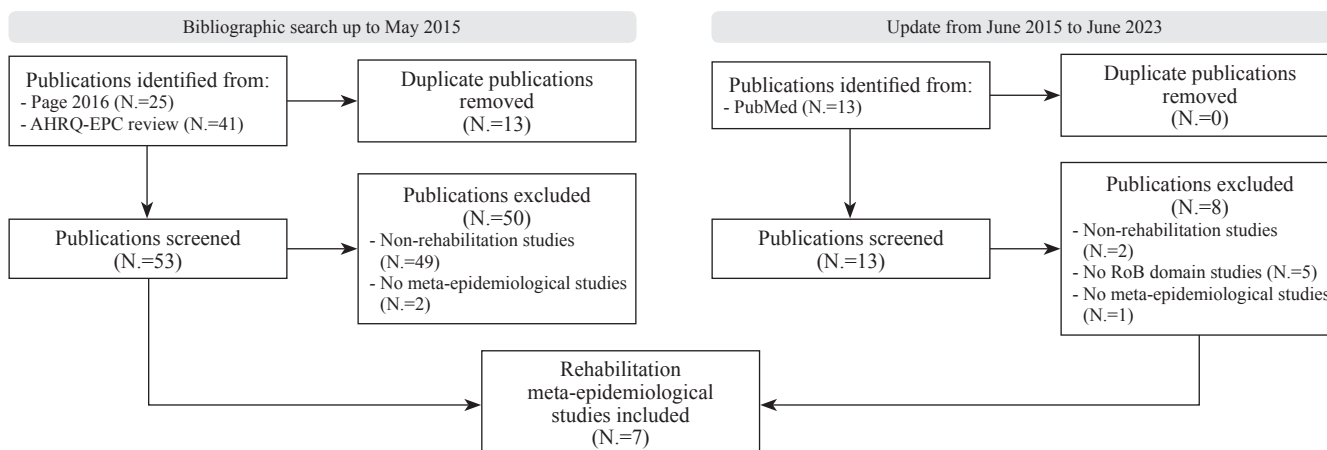 Bibliographic search up to May 2015
Publications identified from:
- Page 2016 (N.=25)
- AHRQ-EPC review (N.=41)
Duplicate publications
removed
(N.=13)
Publications screened
(N.=53)
Publications excluded
(N.=50)
- Non-rehabilitation studies
(N.=49)
- No meta-epidemiological studies
(N.=2)
Update from June 2015 to June 2023
Publications identified from:
- PubMed (N.=13)
Duplicate publications
removed
(N.=0)
Publications screened
(N.=13)
Publications excluded
(N.=8)
- Non-rehabilitation studies
(N.=2)
- No RoB domain studies (N.=5)
- No meta-epidemiological studies
(N.=1)
Rehabilitation
meta-epidemiological
studies included
(N.=7)